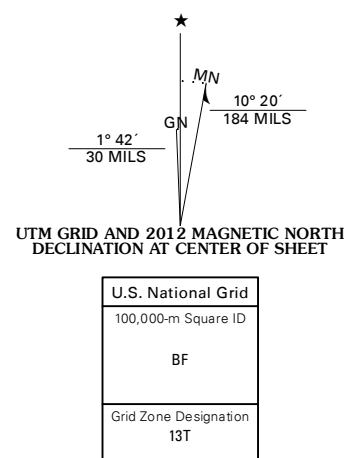 ★
MN
GN
10° 20´
184 MILS
1° 42´
30 MILS
UTM GRID AND 2012 MAGNETIC NORTH
DECLINATION AT CENTER OF SHEET
U.S. National Grid
100,000-m Square ID
BF
Grid Zone Designation
13T